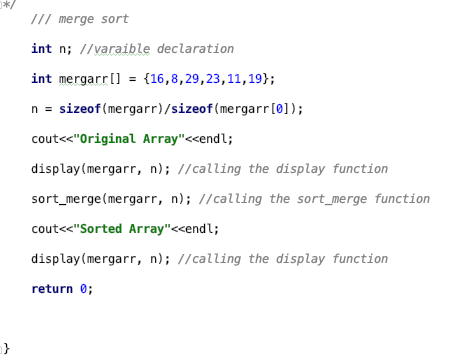 */
/// merge sort
int n; //varaible declaration
int mergarr[] = {16,8,29,23,11,19};
n = sizeof(mergarr)/sizeof(mergarr[0]);
cout<<"Original Array"<<endl;
display(mergarr, n); //calling the display function
sort_merge(mergarr, n); //calling the sort_merge function
cout<<"Sorted Array"<<endl;
display(mergarr, n); //calling the display function
return 0;
}